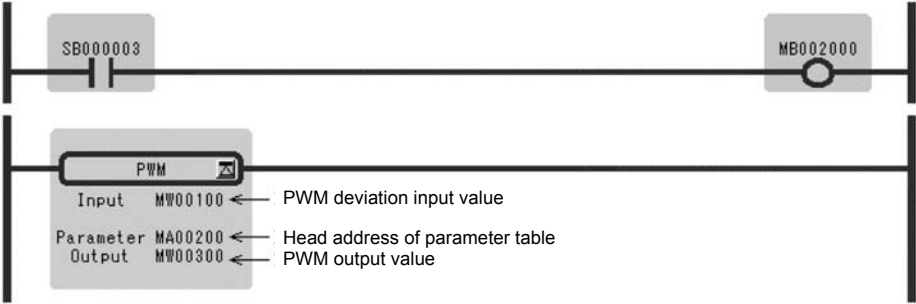 SB000003
MB002000
PWM
Input MW00100 PWM deviation input value
Parameter MA00200 Head address of parameter table
Output MW00300 PWM output value